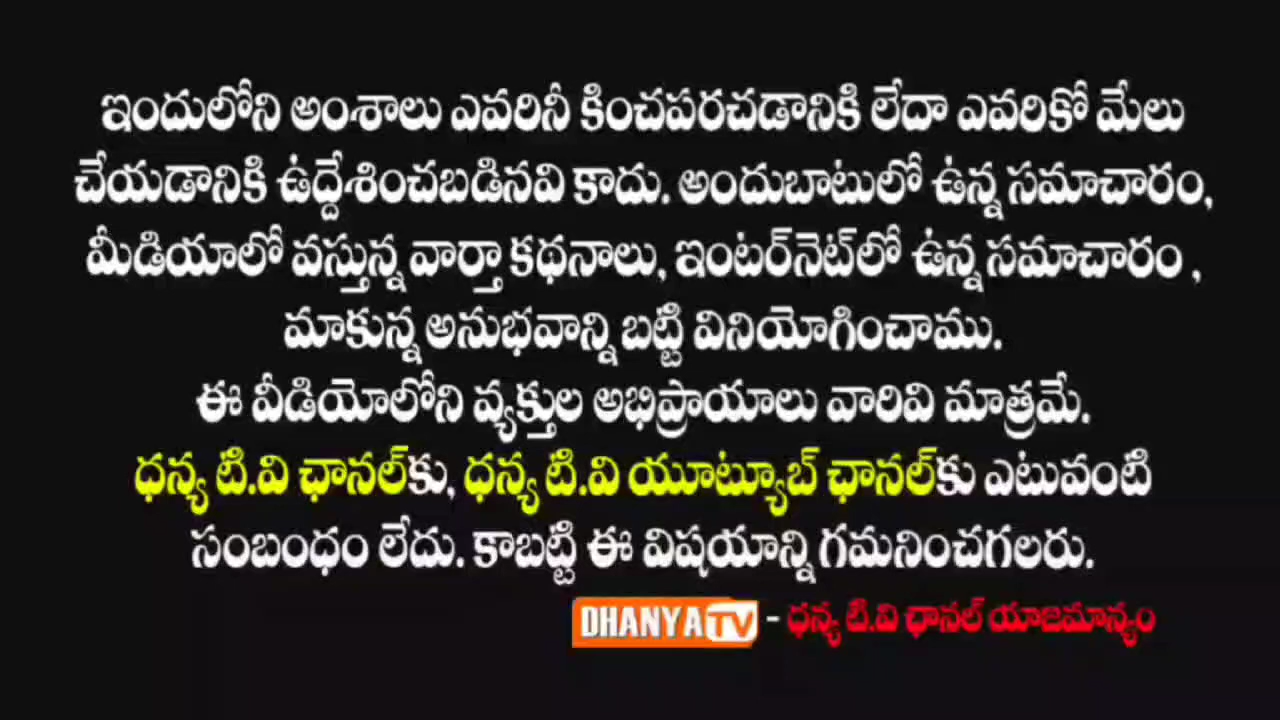 ఇందులోని అంశాలు ఎవరినీ కించపరచడానికి లేదా ఎవరికో మేలు
చేయడానికి ఉద్దేశించబడినవి కాదు. అందుబాటులో ఉన్న సమాచారం,
మీడియాలో వస్తున్న వార్తా కథనాలు, ఇంటర్‌నెట్‌లో ఉన్న సమాచారం ,
మాకున్న అనుభవాన్ని బట్టి వినియోగించాము.
ఈ వీడియోలోని వ్యక్తుల అభిప్రాయాలు వారివి మాత్రమే.
ధన్య టి.వి ఛానల్‌కు, ధన్య టి.వి యూట్యూబ్ ఛానల్‌కు ఎటువంటి
సంబంధం లేదు. కాబట్టి ఈ విషయాన్ని గమనించగలరు.
DHANYA TV - ధన్య టి.వి ఛానల్ యాజమాన్యం